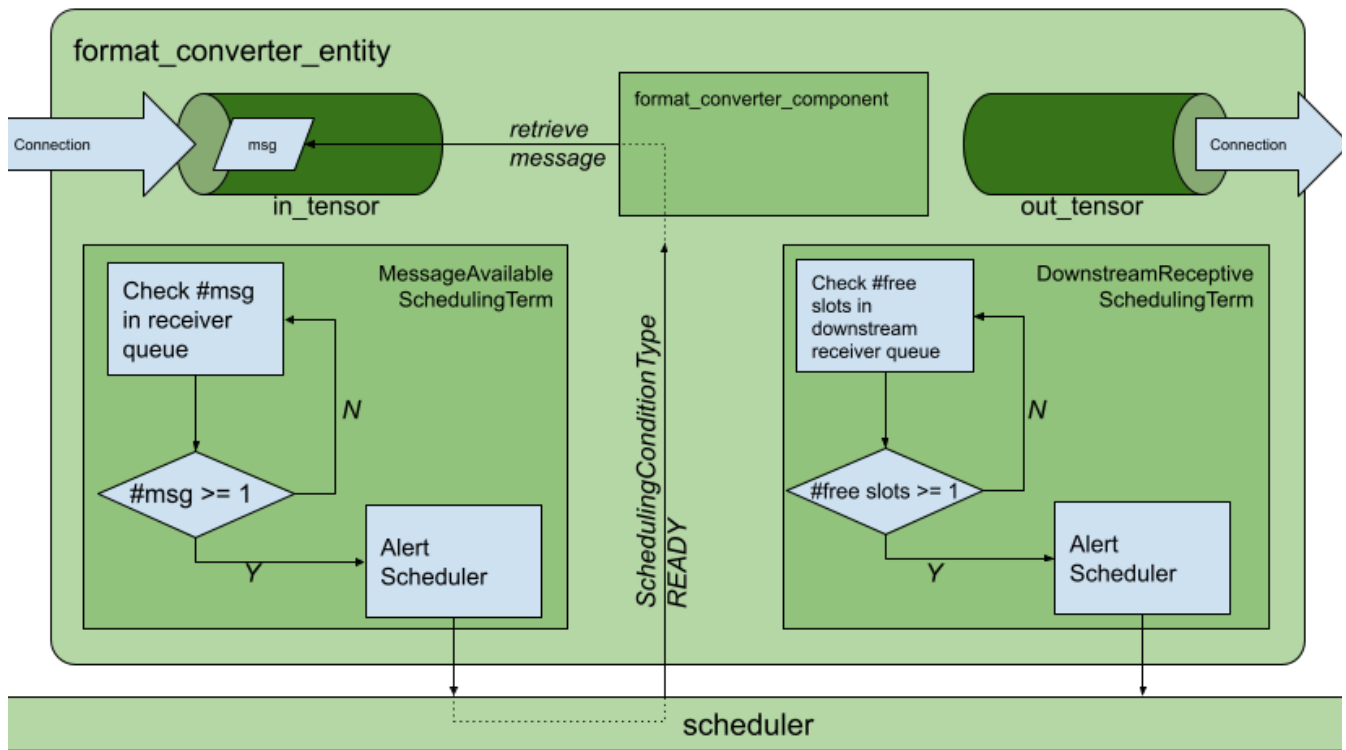 format_converter_entity
format_converter_component
Connection
msg
retrieve
message
Connection
in_tensor
out_tensor
MessageAvailable
SchedulingTerm
Check #msg
in receiver
queue
N
#msg >= 1
Y
Alert
Scheduler
SchedulingConditionType
READY
DownstreamReceptive
SchedulingTerm
Check #free
slots in
downstream
receiver queue
N
#free slots >= 1
Y
Alert
Scheduler
scheduler